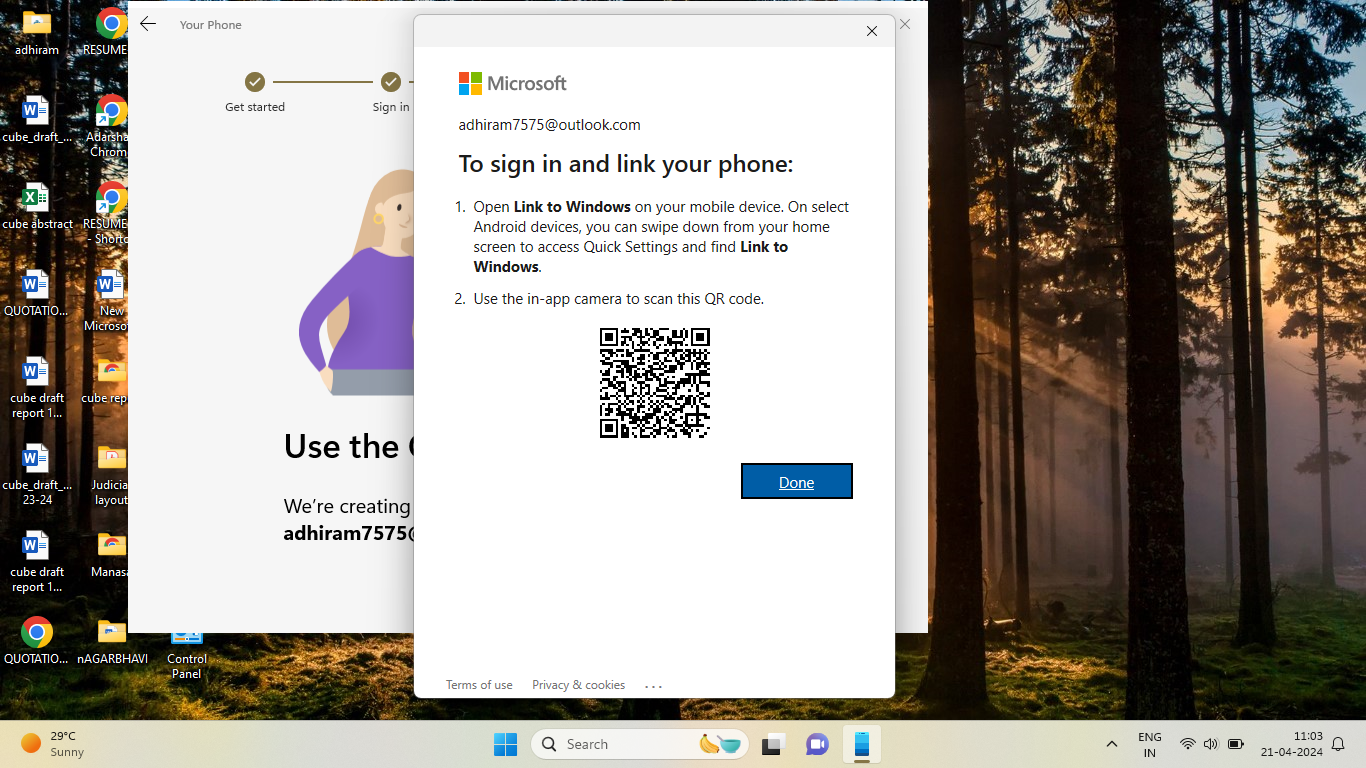 adhiram
RESUME
cube_draft_...
Adarsha
Chrom
cube abstract
RESUME
- Shorto
QUOTATIO...
New
Microsof
cube draft
report 1...
cube rep
cube_draft_...
23-24
Judicia
layout
cube draft
report 1...
Manasa
QUOTATIO...
nAGARBHAVI
Control
Panel
Your Phone
Get started
Sign in
Use the
We're creating
adhiram7575@
Microsoft
adhiram7575@outlook.com
To sign in and link your phone:
1. Open Link to Windows on your mobile device. On select
Android devices, you can swipe down from your home
screen to access Quick Settings and find Link to
Windows.
2. Use the in-app camera to scan this QR code.
Done
Terms of use Privacy & cookies ...
29°C
Sunny
Search
ENG
IN
11:03
21-04-2024